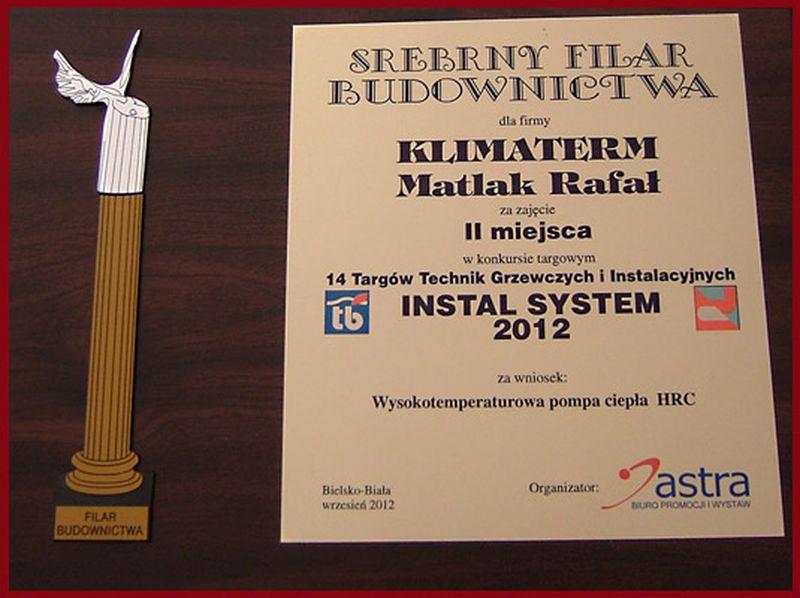 SREBRNY FILAR
BUDOWNICTWA
dla firmy
KLIMATERM
Matlak Rafał
za zajęcie
II miejsca
w konkursie targowym
14 Targów Technik Grzewczych i Instalacyjnych
tb
INSTAL SYSTEM
2012
za wniosek:
Wysokotemperaturowa pompa ciepła HRC
Bielsko-Biała
wrzesień 2012
Organizator:
astra
BIURO PROMOCJI I WYSTAW
FILAR
BUDOWNICTWA